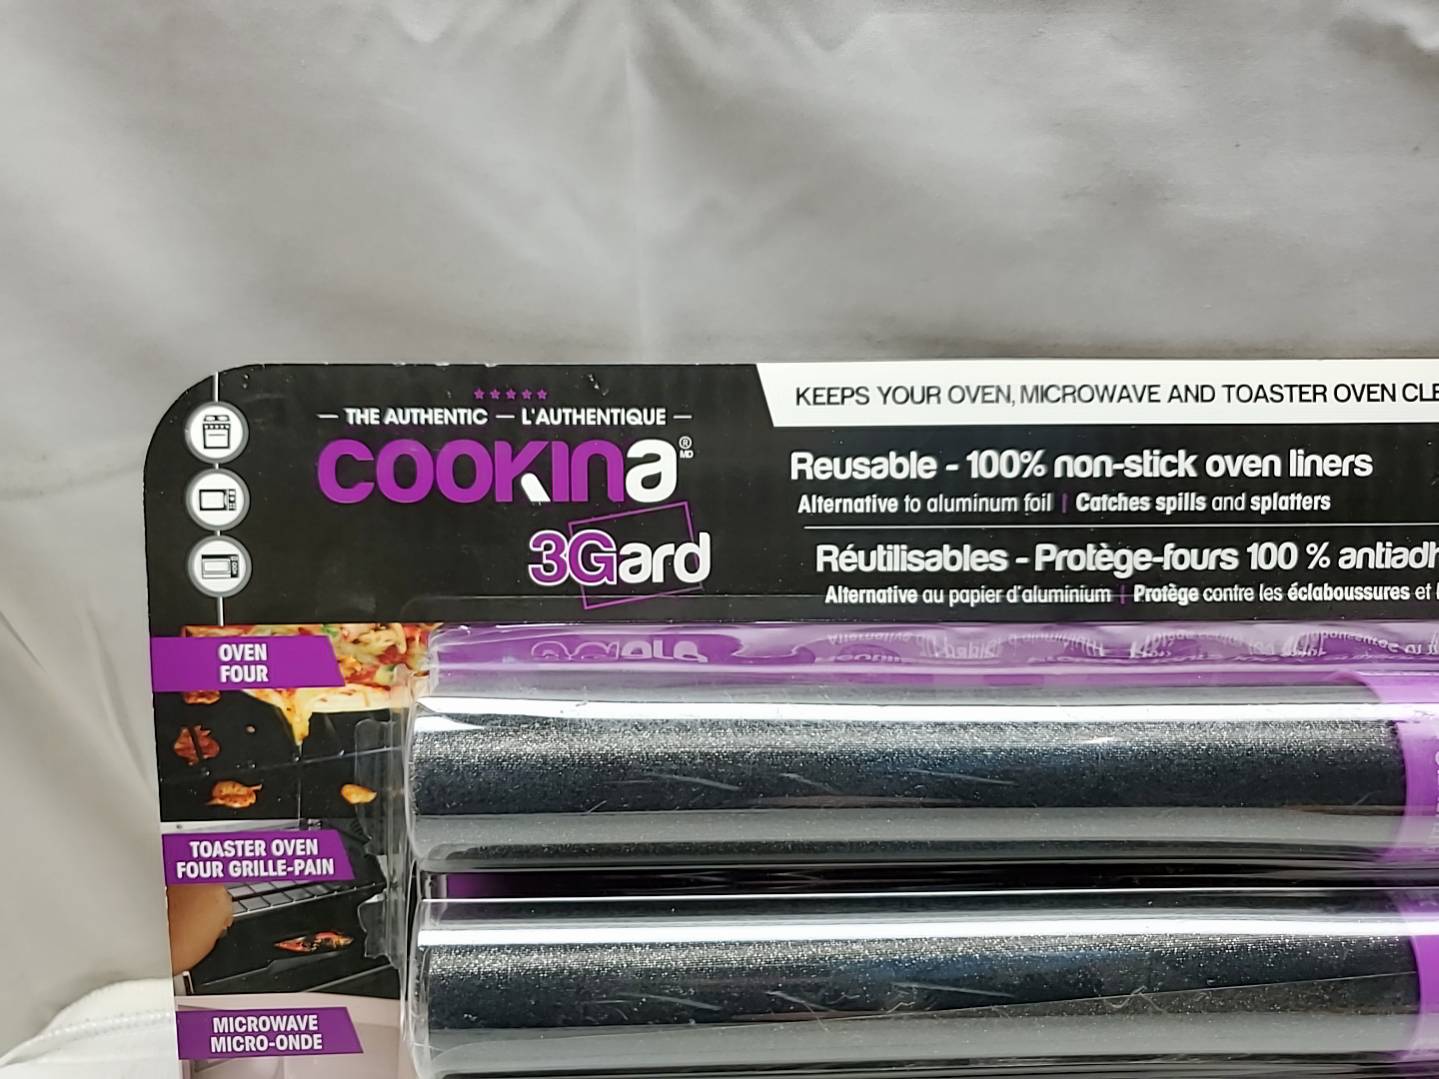 THE AUTHENTIC — L'AUTHENTIQUE
COOKINA ® MD
3Gard
KEEPS YOUR OVEN, MICROWAVE AND TOASTER OVEN CLE
Reusable - 100% non-stick oven liners
Alternative to aluminum foil | Catches spills and splatters
Réutilisables - Protège-fours 100 % antiadh
Alternative au papier d'aluminium | Protège contre les éclaboussures et
OVEN
FOUR
TOASTER OVEN
FOUR GRILLE-PAIN
MICROWAVE
MICRO-ONDE